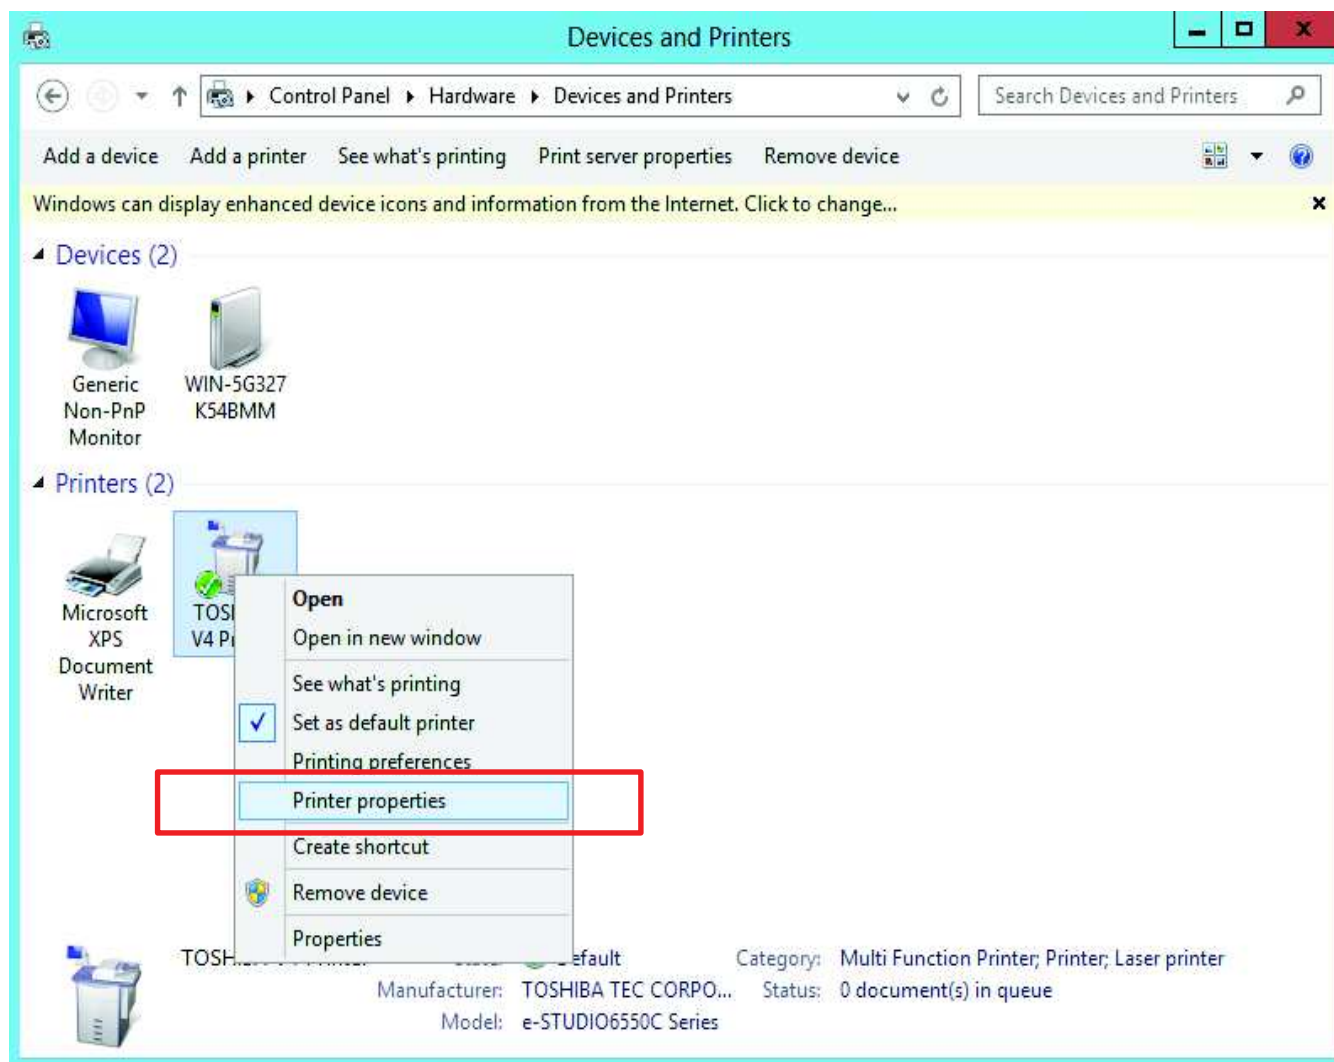 Devices and Printers
Control Panel Hardware Devices and Printers
Search Devices and Printers
Add a device Add a printer See what's printing Print server properties Remove device
Windows can display enhanced device icons and information from the Internet. Click to change...
Devices (2)
Generic
Non-PnP
Monitor
WIN-5G327
K54BMM
Printers (2)
Microsoft
XPS
Document
Writer
V4
Open
Open in new window
See what's printing
Set as default printer
Printing preferences
Printer properties
Create shortcut
Remove device
Properties
Category: Multi Function Printer; Printer; Laser printer
Manufacturer: TOSHIBA TEC CORPO... Status: 0 document(s) in queue
Model: e-STUDIO6550C Series